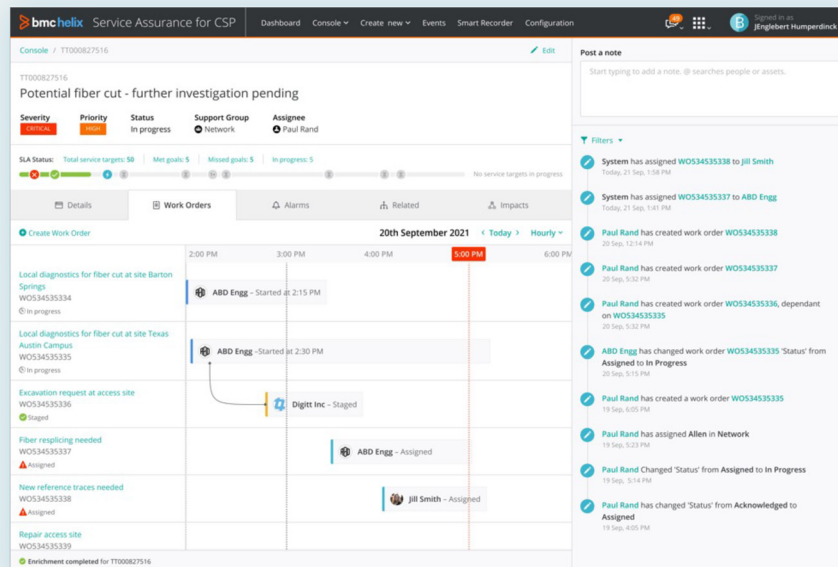 bmc helix Service Assurance for CSP
Dashboard Console Create new Events Smart Recorder Configuration
49
Signed in as
JEnglebert Humperdinck
Console / TT000827516
Edit
TT000827516
Potential fiber cut - further investigation pending
Severity Priority Status Support Group Assignee
CRITICAL HIGH In progress Network Paul Rand
SLA Status: Total service targets: 50 Met goals: 5 Missed goals: 5 In progress: 5
No service targets in progress
Details Work Orders Alarms Related Impacts
Create Work Order
20th September 2021 < Today > Hourly
2:00 PM 3:00 PM 4:00 PM 5:00 PM 6:00 PM
Local diagnostics for fiber cut at site Barton
Springs
WO534535334
In progress
ABD Engg – Started at 2:15 PM
Local diagnostics for fiber cut at site Texas
Austin Campus
WO534535335
In progress
ABD Engg –Started at 2:30 PM
Excavation request at access site
WO534535336
Staged
Digitt Inc – Staged
Fiber resplicing needed
WO534535337
Assigned
ABD Engg – Assigned
New reference traces needed
WO534535338
Assigned
Jill Smith – Assigned
Repair access site
WO534535339
Enrichment completed for TT000827516
Post a note
Start typing to add a note. @ searches people or assets.
Filters
System has assigned WO534535338 to Jill Smith
Today, 21 Sep, 1:58 PM
System has assigned WO534535337 to ABD Engg
Today, 21 Sep, 1:41 PM
Paul Rand has created work order WO534535338
20 Sep, 12:14 PM
Paul Rand has created work order WO534535337
20 Sep, 5:32 PM
Paul Rand has created work order WO534535336, dependant
on WO534535335
20 Sep, 5:32 PM
ABD Engg has changed work order WO534535335 'Status' from
Assigned to In Progress
20 Sep, 5:15 PM
Paul Rand has created a work order WO534535335
19 Sep, 6:05 PM
Paul Rand has assigned Allen in Network
19 Sep, 5:23 PM
Paul Rand Changed 'Status' from Assigned to In Progress
19 Sep, 5:14 PM
Paul Rand has changed 'Status' from Acknowledged to
Assigned
19 Sep, 4:05 PM